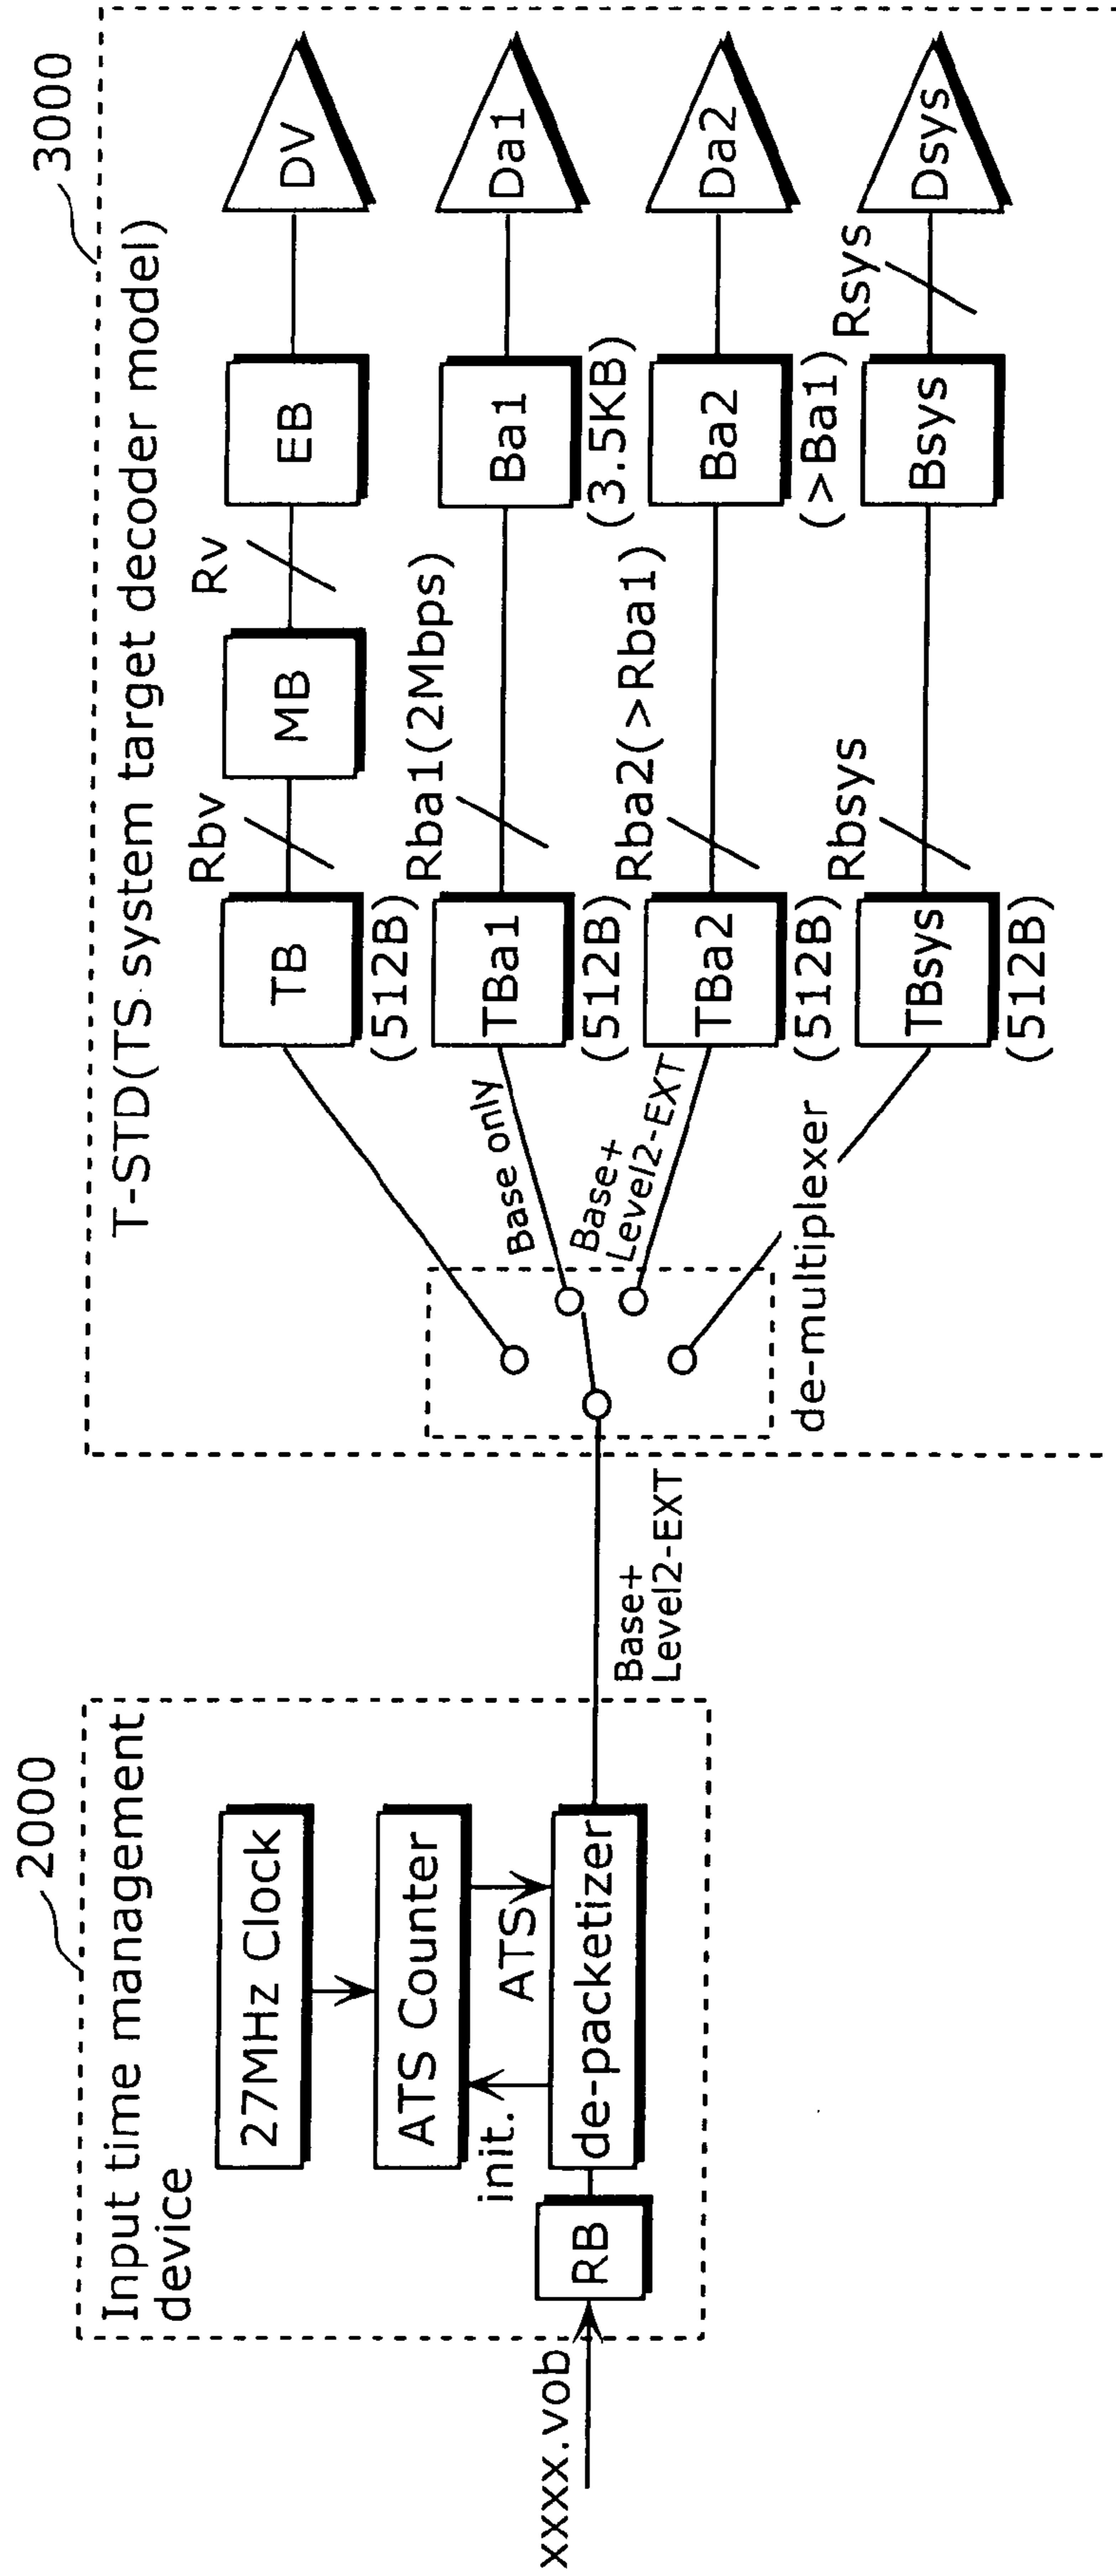 2000
Input time management
device
27MHz Clock
ATS Counter
init.
ATS
xxxx.vob
RB
de-packetizer
Base+
Level2-EXT
3000
T-STD(TS system target decoder model)
de-multiplexer
TB
(512B)
Rbv
MB
Rv
EB
DV
Base only
TBa1
(512B)
Rba1(2Mbps)
Ba1
(3.5KB)
Da1
Base+
Level2-EXT
TBa2
(512B)
Rba2(>Rba1)
Ba2
(>Ba1)
Da2
TBsys
(512B)
Rbsys
Bsys
Rsys
Dsys